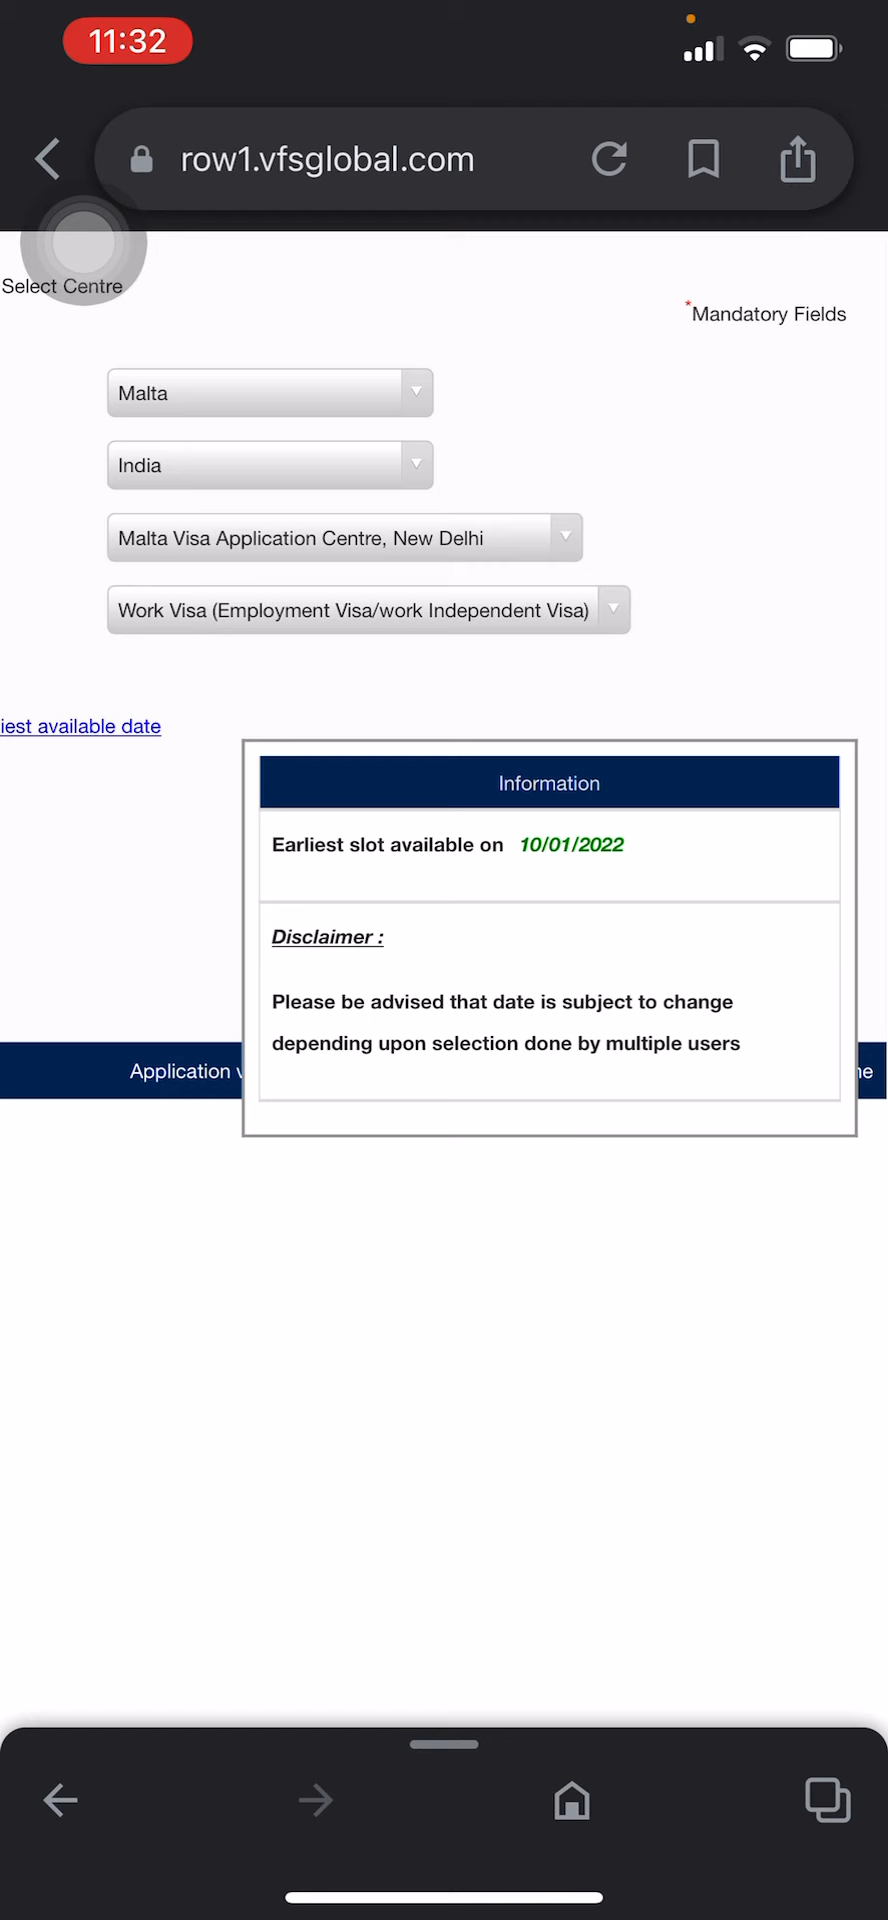 11:32
row1.vfsglobal.com
Select Centre
*Mandatory Fields
Malta
India
Malta Visa Application Centre, New Delhi
Work Visa (Employment Visa/work Independent Visa)
iest available date
Information
Earliest slot available on 10/01/2022
Disclaimer :
Please be advised that date is subject to change
depending upon selection done by multiple users
Application